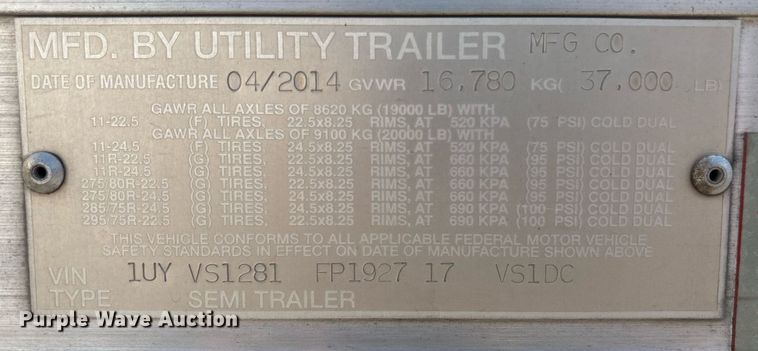 MFD. BY UTILITY TRAILER MFG CO.
DATE OF MANUFACTURE 04/2014 GVWR 16,780 KG( 37,000 LB)
GAWR ALL AXLES OF 8620 KG (19000 LB) WITH
11-22.5 (F) TIRES, 22.5x8.25 RIMS, AT 520 KPA (75 PSI) COLD DUAL
GAWR ALL AXLES OF 9100 KG (20000 LB) WITH
11-24.5 (F) TIRES, 24.5x8.25 RIMS, AT 520 KPA (75 PSI) COLD DUAL
11R-22.5 (G) TIRES, 22.5x8.25 RIMS, AT 660 KPA (95 PSI) COLD DUAL
11R-24.5 (G) TIRES, 24.5x8.25 RIMS, AT 660 KPA (95 PSI) COLD DUAL
275/80R-22.5 (G) TIRES, 22.5x8.25 RIMS, AT 660 KPA (95 PSI) COLD DUAL
275/80R-24.5 (G) TIRES, 24.5x8.25 RIMS, AT 660 KPA (95 PSI) COLD DUAL
285/75R-24.5 (G) TIRES, 24.5x8.25 RIMS, AT 690 KPA (100 PSI) COLD DUAL
295/75R-22.5 (G) TIRES, 22.5x8.25 RIMS, AT 690 KPA (100 PSI) COLD DUAL
THIS VEHICLE CONFORMS TO ALL APPLICABLE FEDERAL MOTOR VEHICLE
SAFETY STANDARDS IN EFFECT ON DATE OF MANUFACTURE SHOWN ABOVE
VIN 1UY VS1281 FP1927 17 VS1DC
TYPE. SEMI TRAILER
Purple Wave Auction